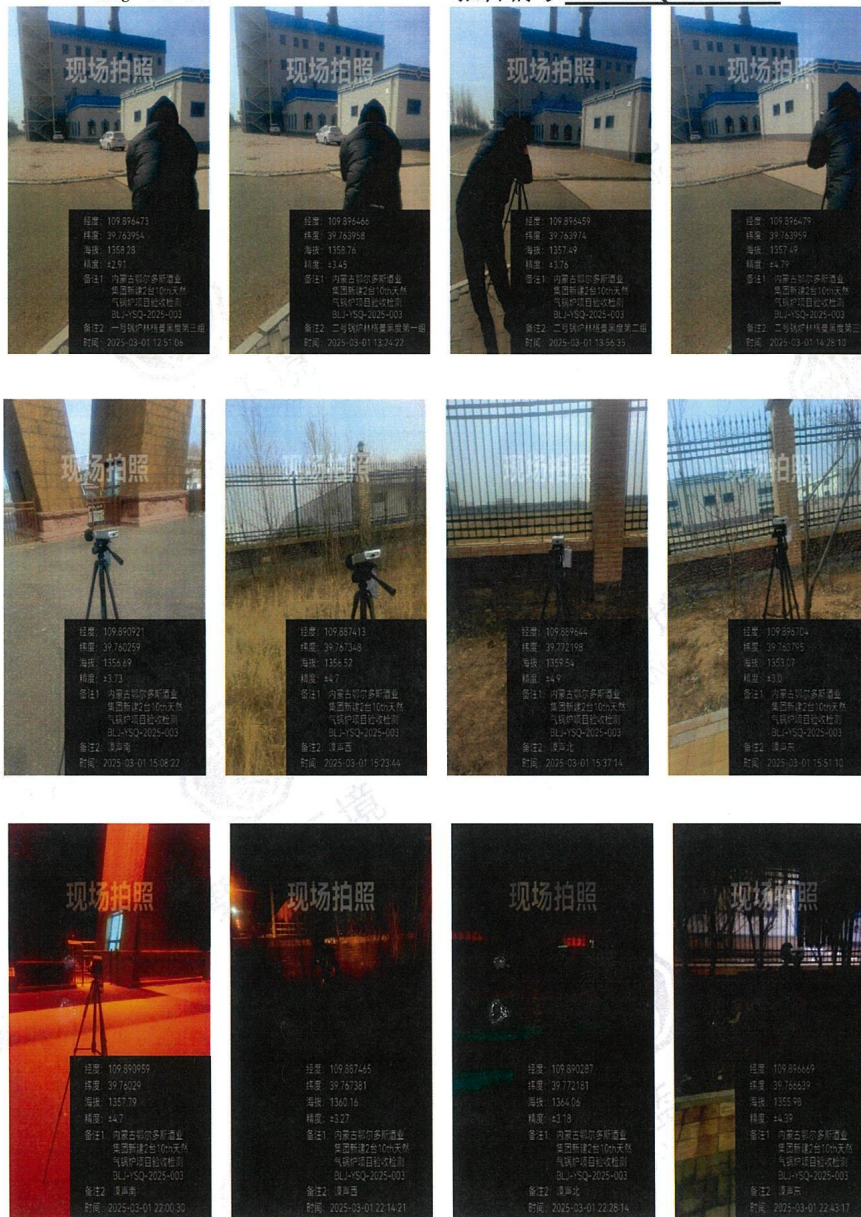 现场拍照
经度: 109.896473
纬度: 39.763954
海拔: 1358.28
精度: ±2.91
备注1: 内蒙古鄂尔多斯酒业
集团新建2台10th天然
气锅炉项目验收检测
BLJ-YSQ-2025-003
备注2: 一号锅炉林格曼黑度第三组
时间: 2025-03-01 12:51:06
现场拍照
经度: 109.896466
纬度: 39.763958
海拔: 1358.76
精度: ±3.45
备注1: 内蒙古鄂尔多斯酒业
集团新建2台10th天然
气锅炉项目验收检测
BLJ-YSQ-2025-003
备注2: 二号锅炉林格曼黑度第一组
时间: 2025-03-01 13:24:22
现场拍照
经度: 109.896459
纬度: 39.763974
海拔: 1357.49
精度: ±3.76
备注1: 内蒙古鄂尔多斯酒业
集团新建2台10th天然
气锅炉项目验收检测
BLJ-YSQ-2025-003
备注2: 二号锅炉林格曼黑度第二组
时间: 2025-03-01 13:56:35
现场拍照
经度: 109.896479
纬度: 39.763959
海拔: 1357.49
精度: ±4.79
备注1: 内蒙古鄂尔多斯酒业
集团新建2台10th天然
气锅炉项目验收检测
BLJ-YSQ-2025-003
备注2: 二号锅炉林格曼黑度第三组
时间: 2025-03-01 14:28:10
现场拍照
经度: 109.890921
纬度: 39.760259
海拔: 1356.69
精度: ±3.73
备注1: 内蒙古鄂尔多斯酒业
集团新建2台10th天然
气锅炉项目验收检测
BLJ-YSQ-2025-003
备注2: 噪声南
时间: 2025-03-01 15:08:22
现场拍照
经度: 109.887413
纬度: 39.767348
海拔: 1356.52
精度: ±4.7
备注1: 内蒙古鄂尔多斯酒业
集团新建2台10th天然
气锅炉项目验收检测
BLJ-YSQ-2025-003
备注2: 噪声西
时间: 2025-03-01 15:23:44
现场拍照
经度: 109.889644
纬度: 39.772198
海拔: 1359.54
精度: ±4.9
备注1: 内蒙古鄂尔多斯酒业
集团新建2台10th天然
气锅炉项目验收检测
BLJ-YSQ-2025-003
备注2: 噪声北
时间: 2025-03-01 15:37:14
现场拍照
经度: 109.896704
纬度: 39.763795
海拔: 1353.07
精度: ±3.0
备注1: 内蒙古鄂尔多斯酒业
集团新建2台10th天然
气锅炉项目验收检测
BLJ-YSQ-2025-003
备注2: 噪声东
时间: 2025-03-01 15:51:10
现场拍照
经度: 109.890959
纬度: 39.76029
海拔: 1357.79
精度: ±4.7
备注1: 内蒙古鄂尔多斯酒业
集团新建2台10th天然
气锅炉项目验收检测
BLJ-YSQ-2025-003
备注2: 噪声南
时间: 2025-03-01 22:00:30
现场拍照
经度: 109.887465
纬度: 39.767381
海拔: 1360.16
精度: ±3.27
备注1: 内蒙古鄂尔多斯酒业
集团新建2台10th天然
气锅炉项目验收检测
BLJ-YSQ-2025-003
备注2: 噪声西
时间: 2025-03-01 22:14:21
现场拍照
经度: 109.890287
纬度: 39.772181
海拔: 1364.06
精度: ±3.18
备注1: 内蒙古鄂尔多斯酒业
集团新建2台10th天然
气锅炉项目验收检测
BLJ-YSQ-2025-003
备注2: 噪声北
时间: 2025-03-01 22:28:14
现场拍照
经度: 109.896669
纬度: 39.766639
海拔: 1355.98
精度: ±4.39
备注1: 内蒙古鄂尔多斯酒业
集团新建2台10th天然
气锅炉项目验收检测
BLJ-YSQ-2025-003
备注2: 噪声东
时间: 2025-03-01 22:43:17